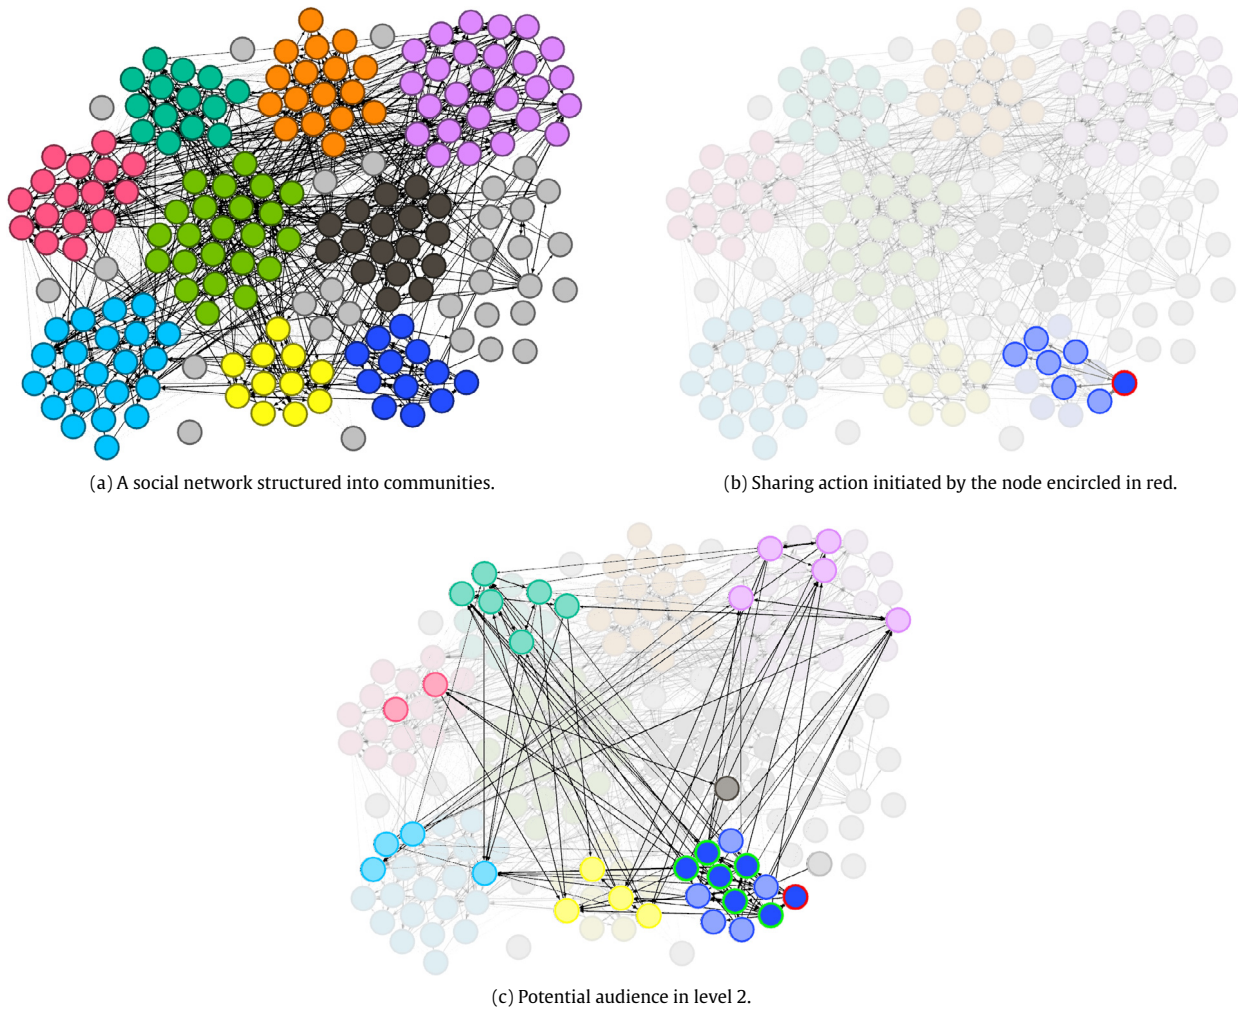 (a) A social network structured into communities.
(b) Sharing action initiated by the node encircled in red.
(c) Potential audience in level 2.